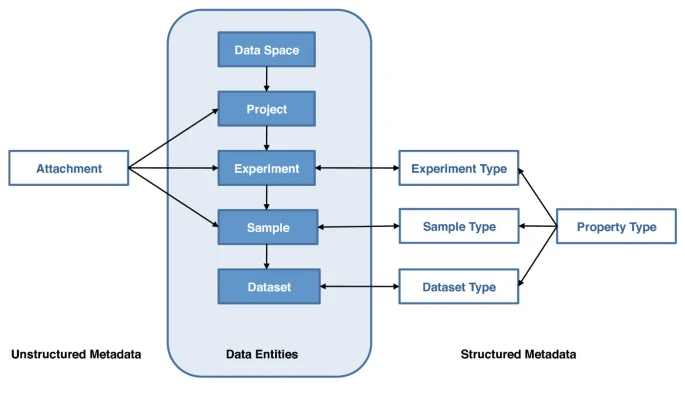 Data Space
Project
Attachment
Experiment
Experiment Type
Sample
Sample Type
Property Type
Dataset
Dataset Type
Unstructured Metadata
Data Entities
Structured Metadata